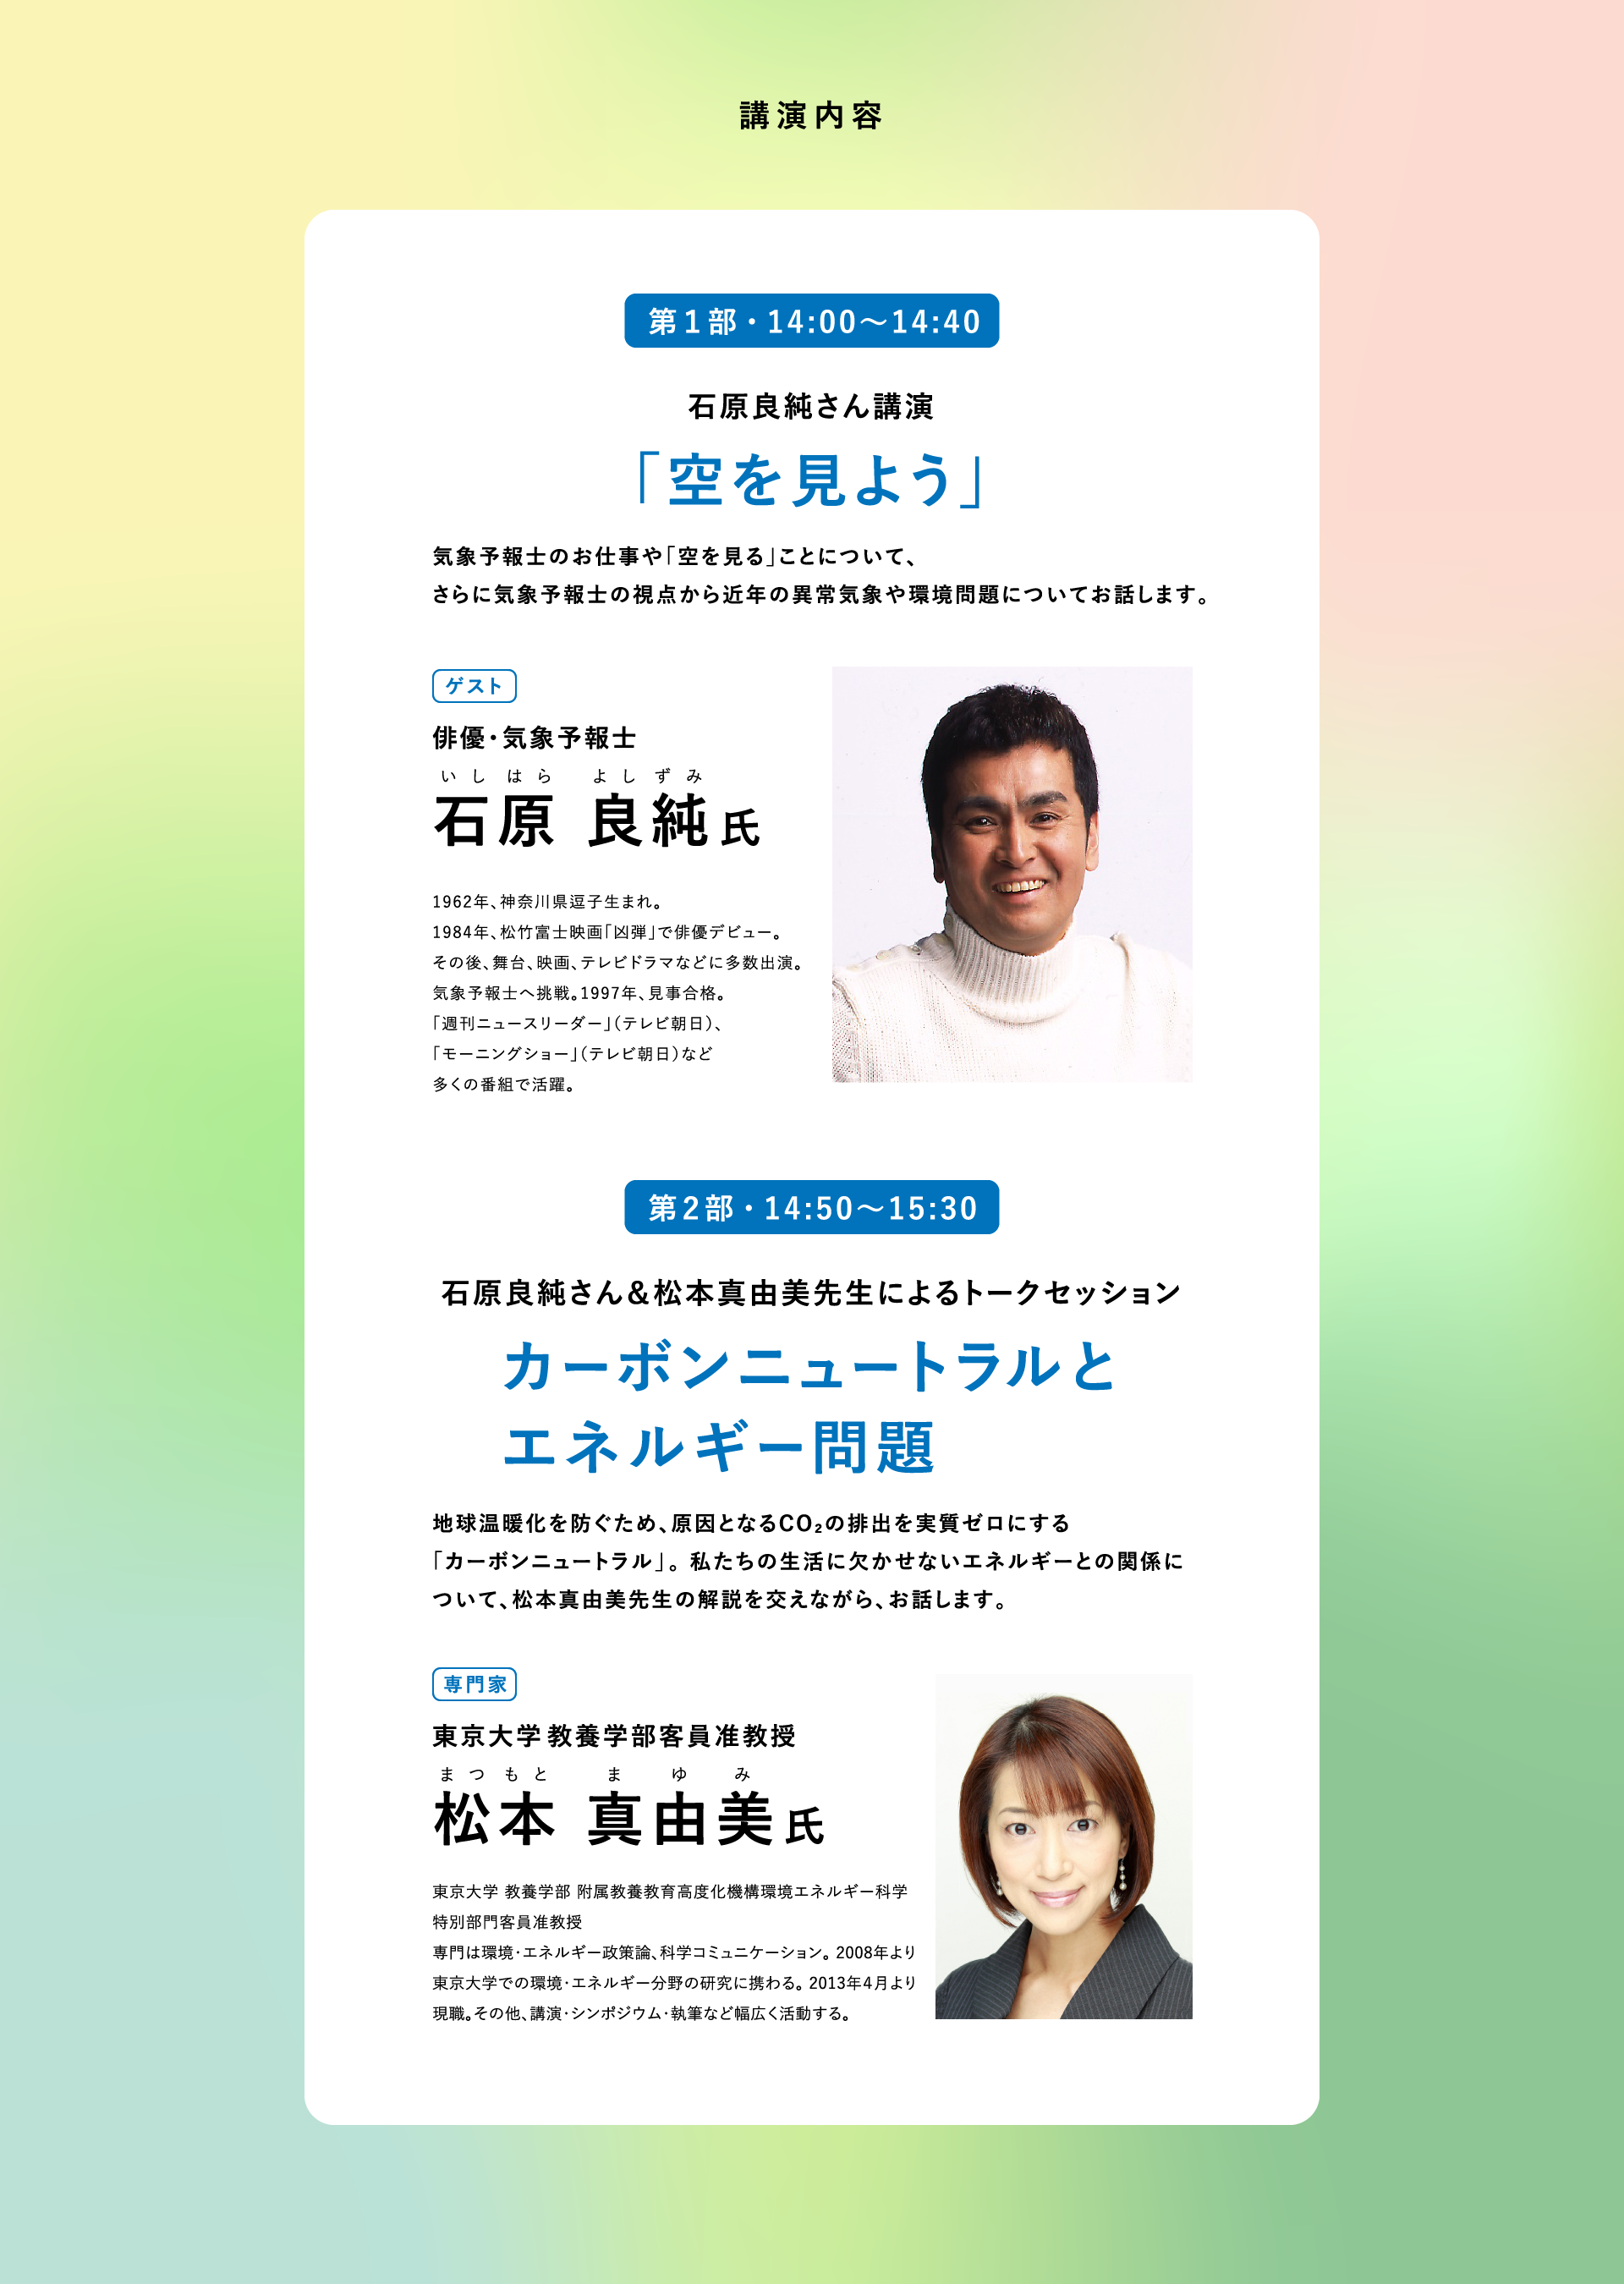 講演内容
第1部・14:00〜14:40
石原良純さん講演
「空を見よう」
気象予報士のお仕事や「空を見る」ことについて、
さらに気象予報士の視点から近年の異常気象や環境問題についてお話します。
ゲスト
俳優・気象予報士
いしはら よしずみ
石原 良純氏
1962年、神奈川県逗子生まれ。
1984年、松竹富士映画「凶弾」で俳優デビュー。
その後、舞台、映画、テレビドラマなどに多数出演。
気象予報士へ挑戦。1997年、見事合格。
「週刊ニュースリーダー」（テレビ朝日）、
「モーニングショー」（テレビ朝日）など
多くの番組で活躍。
第2部・14:50〜15:30
石原良純さん＆松本真由美先生によるトークセッション
カーボンニュートラルと
エネルギー問題
地球温暖化を防ぐため、原因となるCO₂の排出を実質ゼロにする
「カーボンニュートラル」。私たちの生活に欠かせないエネルギーとの関係に
ついて、松本真由美先生の解説を交えながら、お話します。
専門家
東京大学 教養学部客員准教授
まつもと まゆみ
松本 真由美氏
東京大学 教養学部 附属教養教育高度化機構環境エネルギー科学
特別部門客員准教授
専門は環境・エネルギー政策論、科学コミュニケーション。2008年より
東京大学での環境・エネルギー分野の研究に携わる。2013年4月より
現職。その他、講演・シンポジウム・執筆など幅広く活動する。